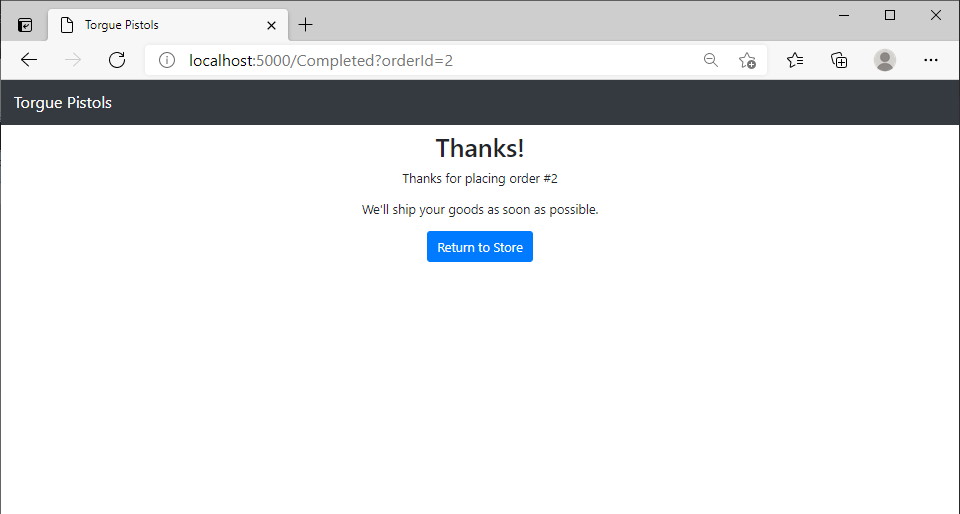 Torgue Pistols
localhost:5000/Completed?orderId=2
Torgue Pistols
Thanks!
Thanks for placing order #2
We'll ship your goods as soon as possible.
Return to Store